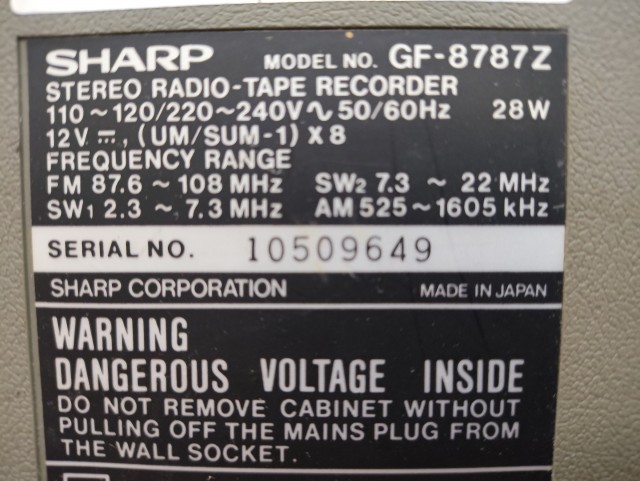 SHARP MODEL NO. GF-8787Z
STEREO RADIO-TAPE RECORDER
110~120/220~240V∿50/60Hz 28W
12V ⎓, (UM/SUM-1) X 8
FREQUENCY RANGE
FM 87.6 ~ 108 MHz SW2 7.3 ~ 22 MHz
SW1 2.3 ~ 7.3 MHz AM 525~1605 kHz
SERIAL NO. 10509649
SHARP CORPORATION MADE IN JAPAN
WARNING
DANGEROUS VOLTAGE INSIDE
DO NOT REMOVE CABINET WITHOUT
PULLING OFF THE MAINS PLUG FROM
THE WALL SOCKET.